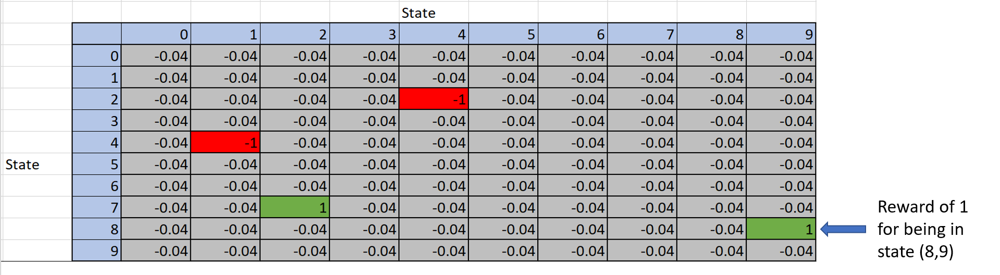 State
0 1 2 3 4 5 6 7 8 9
0 -0.04 -0.04 -0.04 -0.04 -0.04 -0.04 -0.04 -0.04 -0.04 -0.04
1 -0.04 -0.04 -0.04 -0.04 -0.04 -0.04 -0.04 -0.04 -0.04 -0.04
2 -0.04 -0.04 -0.04 -0.04 -1 -0.04 -0.04 -0.04 -0.04 -0.04
3 -0.04 -0.04 -0.04 -0.04 -0.04 -0.04 -0.04 -0.04 -0.04 -0.04
4 -0.04 -1 -0.04 -0.04 -0.04 -0.04 -0.04 -0.04 -0.04 -0.04
State 5 -0.04 -0.04 -0.04 -0.04 -0.04 -0.04 -0.04 -0.04 -0.04 -0.04
6 -0.04 -0.04 -0.04 -0.04 -0.04 -0.04 -0.04 -0.04 -0.04 -0.04
7 -0.04 -0.04 1 -0.04 -0.04 -0.04 -0.04 -0.04 -0.04 -0.04
8 -0.04 -0.04 -0.04 -0.04 -0.04 -0.04 -0.04 -0.04 -0.04 1
9 -0.04 -0.04 -0.04 -0.04 -0.04 -0.04 -0.04 -0.04 -0.04 -0.04
Reward of 1
for being in
state (8,9)